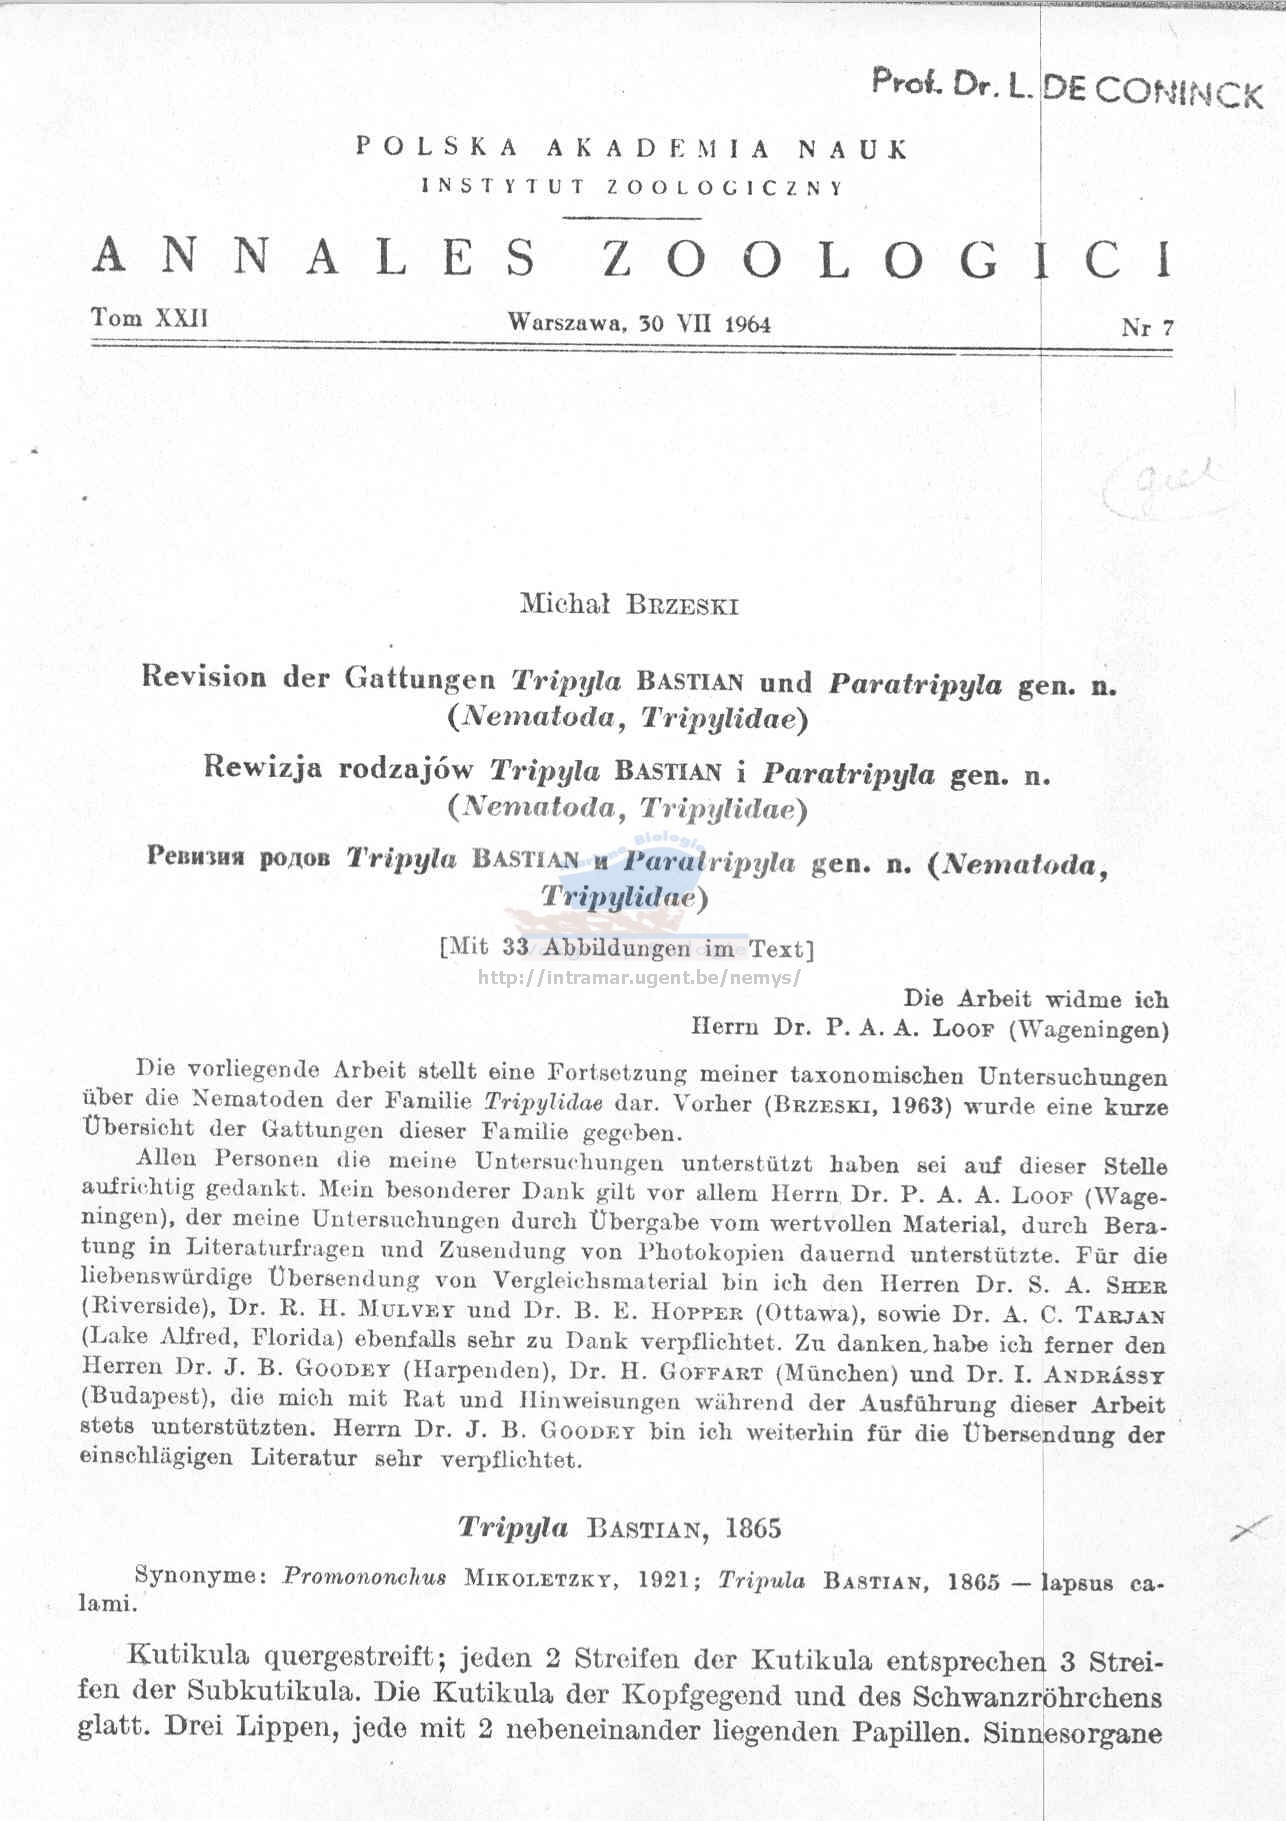 Prof. Dr. L. DE CONINCK
POLSKA AKADEMIA NAUK
INSTYTUT ZOOLOGICZNY
ANNALES ZOOLOGICI
Tom XXII Warszawa, 30 VII 1964 Nr 7
Michał BRZESKI
Revision der Gattungen Tripyla BASTIAN und Paratripyla gen. n.
(Nematoda, Tripylidae)
Rewizja rodzajów Tripyla BASTIAN i Paratripyla gen. n.
(Nematoda, Tripylidae)
Ревизия родов Tripyla BASTIAN и Paratripyla gen. n. (Nematoda,
Tripylidae)
[Mit 33 Abbildungen im Text]
http://intramar.ugent.be/nemys/
Die Arbeit widme ich
Herrn Dr. P. A. A. LOOF (Wageningen)
Die vorliegende Arbeit stellt eine Fortsetzung meiner taxonomischen Untersuchungen
über die Nematoden der Familie Tripylidae dar. Vorher (BRZESKI, 1963) wurde eine kurze
Übersicht der Gattungen dieser Familie gegeben.
Allen Personen die meine Untersuchungen unterstützt haben sei auf dieser Stelle
aufrichtig gedankt. Mein besonderer Dank gilt vor allem Herrn Dr. P. A. A. LOOF (Wage-
ningen), der meine Untersuchungen durch Übergabe vom wertvollen Material, durch Bera-
tung in Literaturfragen und Zusendung von Photokopien dauernd unterstützte. Für die
liebenswürdige Übersendung von Vergleichsmaterial bin ich den Herren Dr. S. A. SHER
(Riverside), Dr. R. H. MULVEY und Dr. B. E. HOPPER (Ottawa), sowie Dr. A. C. TARJAN
(Lake Alfred, Florida) ebenfalls sehr zu Dank verpflichtet. Zu danken habe ich ferner den
Herren Dr. J. B. GOODEY (Harpenden), Dr. H. GOFFART (München) und Dr. I. ANDRÁSSY
(Budapest), die mich mit Rat und Hinweisungen während der Ausführung dieser Arbeit
stets unterstützten. Herrn Dr. J. B. GOODEY bin ich weiterhin für die Übersendung der
einschlägigen Literatur sehr verpflichtet.
Tripyla BASTIAN, 1865
Synonyme: Promononchus MIKOLETZKY, 1921; Tripula BASTIAN, 1865 — lapsus ca-
lami.
Kutikula quergestreift; jeden 2 Streifen der Kutikula entsprechen 3 Strei-
fen der Subkutikula. Die Kutikula der Kopfgegend und des Schwanzröhrchens
glatt. Drei Lippen, jede mit 2 nebeneinander liegenden Papillen. Sinnesorgane